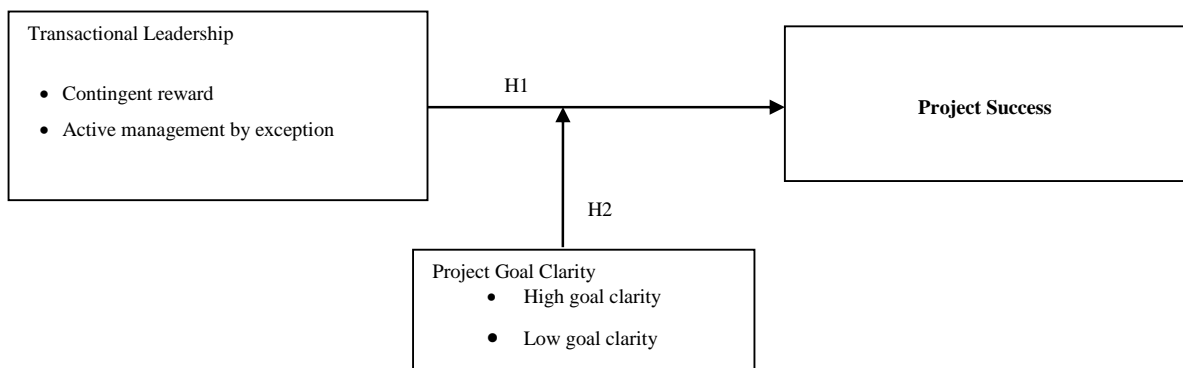 Transactional Leadership
• Contingent reward
• Active management by exception
H1
Project Success
H2
Project Goal Clarity
• High goal clarity
• Low goal clarity